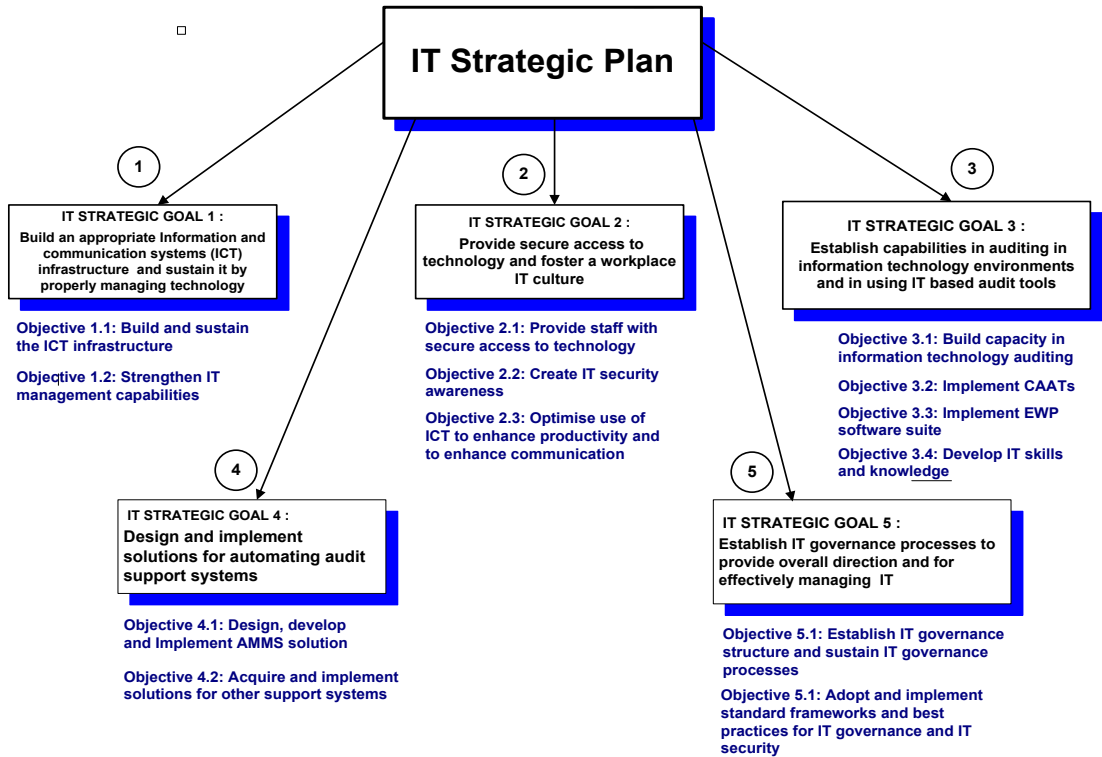 IT Strategic Plan
1
IT STRATEGIC GOAL 1 :
Build an appropriate Information and
communication systems (ICT)
infrastructure and sustain it by
properly managing technology
Objective 1.1: Build and sustain
the ICT infrastructure
Objective 1.2: Strengthen IT
management capabilities
2
IT STRATEGIC GOAL 2 :
Provide secure access to
technology and foster a workplace
IT culture
Objective 2.1: Provide staff with
secure access to technology
Objective 2.2: Create IT security
awareness
Objective 2.3: Optimise use of
ICT to enhance productivity and
to enhance communication
3
IT STRATEGIC GOAL 3 :
Establish capabilities in auditing in
information technology environments
and in using IT based audit tools
Objective 3.1: Build capacity in
information technology auditing
Objective 3.2: Implement CAATs
Objective 3.3: Implement EWP
software suite
Objective 3.4: Develop IT skills
and knowledge
4
IT STRATEGIC GOAL 4 :
Design and implement
solutions for automating audit
support systems
Objective 4.1: Design, develop
and Implement AMMS solution
Objective 4.2: Acquire and implement
solutions for other support systems
5
IT STRATEGIC GOAL 5 :
Establish IT governance processes to
provide overall direction and for
effectively managing IT
Objective 5.1: Establish IT governance
structure and sustain IT governance
processes
Objective 5.1: Adopt and implement
standard frameworks and best
practices for IT governance and IT
security